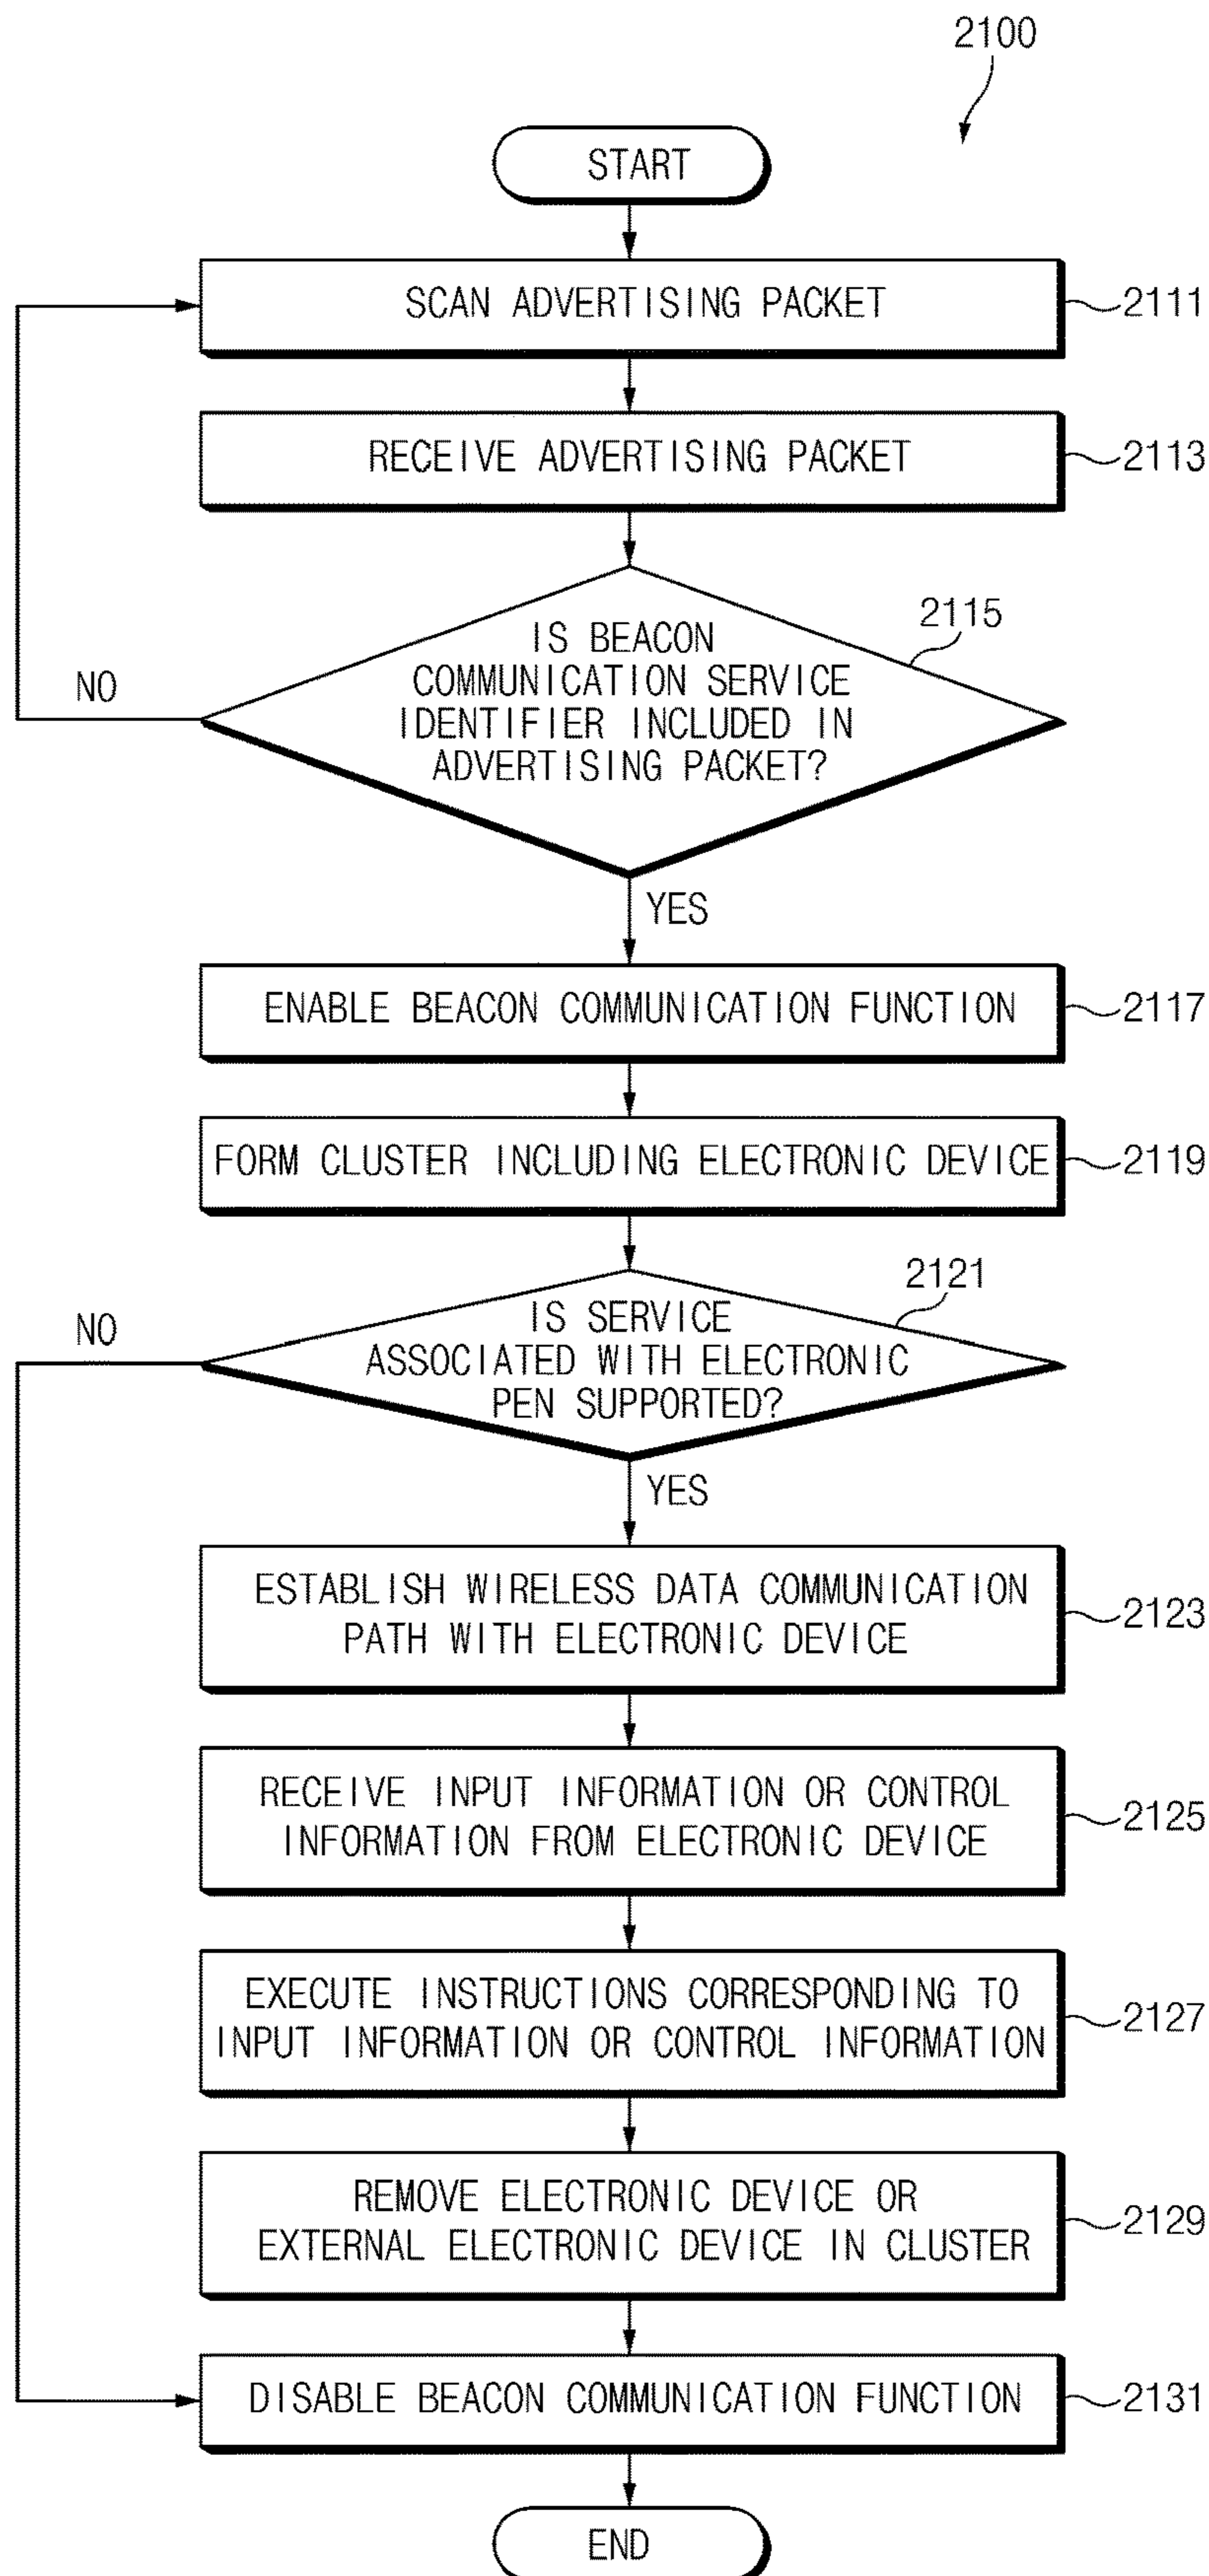 2100
START
SCAN ADVERTISING PACKET
2111
RECEIVE ADVERTISING PACKET
2113
2115
IS BEACON
COMMUNICATION SERVICE
IDENTIFIER INCLUDED IN
ADVERTISING PACKET?
NO
YES
ENABLE BEACON COMMUNICATION FUNCTION
2117
FORM CLUSTER INCLUDING ELECTRONIC DEVICE
2119
2121
IS SERVICE
ASSOCIATED WITH ELECTRONIC
PEN SUPPORTED?
NO
YES
ESTABLISH WIRELESS DATA COMMUNICATION
PATH WITH ELECTRONIC DEVICE
2123
RECEIVE INPUT INFORMATION OR CONTROL
INFORMATION FROM ELECTRONIC DEVICE
2125
EXECUTE INSTRUCTIONS CORRESPONDING TO
INPUT INFORMATION OR CONTROL INFORMATION
2127
REMOVE ELECTRONIC DEVICE OR
EXTERNAL ELECTRONIC DEVICE IN CLUSTER
2129
DISABLE BEACON COMMUNICATION FUNCTION
2131
END